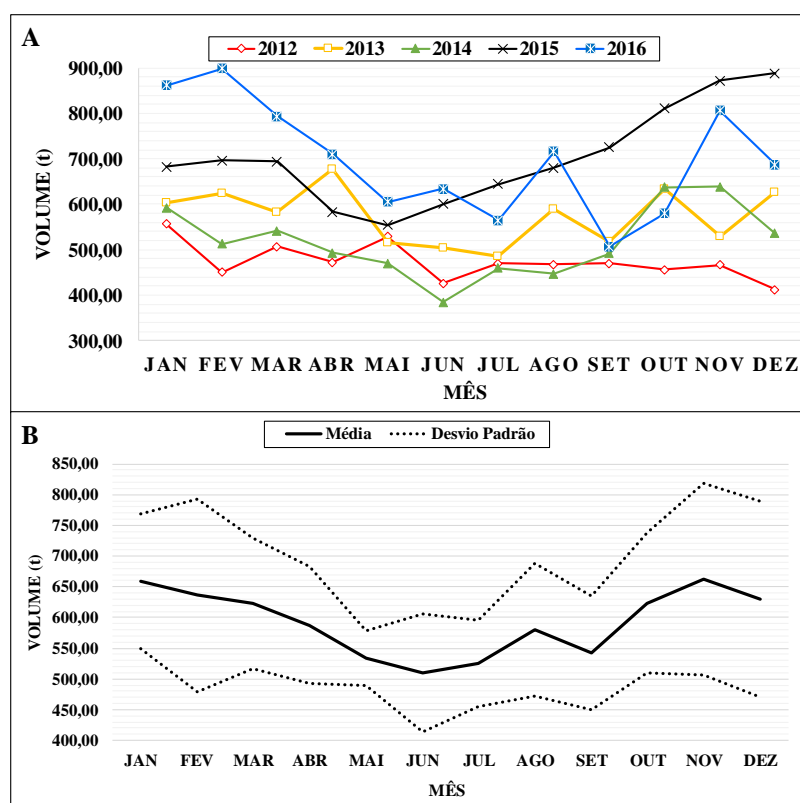 A
2012 2013 2014 2015 2016
900,00
800,00
700,00
600,00
500,00
400,00
300,00
VOLUME (t)
JAN FEV MAR ABR MAI JUN JUL AGO SET OUT NOV DEZ
MÊS
B
Média Desvio Padrão
850,00
800,00
750,00
700,00
650,00
600,00
550,00
500,00
450,00
400,00
VOLUME (t)
JAN FEV MAR ABR MAI JUN JUL AGO SET OUT NOV DEZ
MÊS